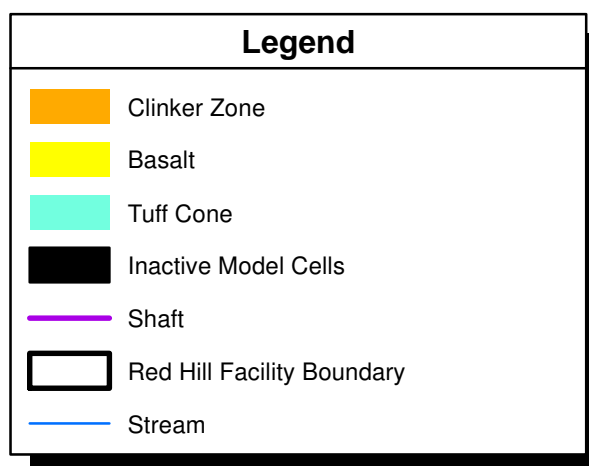 Legend
Clinker Zone
Basalt
Tuff Cone
Inactive Model Cells
Shaft
Red Hill Facility Boundary
Stream